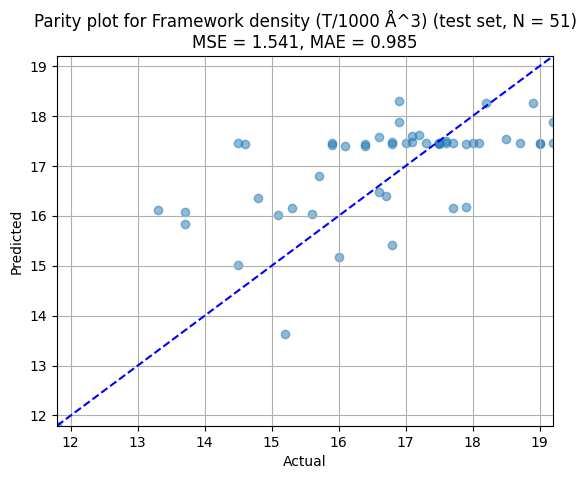 Parity plot for Framework density (T/1000 Å^3) (test set, N = 51)
MSE = 1.541, MAE = 0.985
19
18
17
16
15
14
13
12
Predicted
12 13 14 15 16 17 18 19
Actual